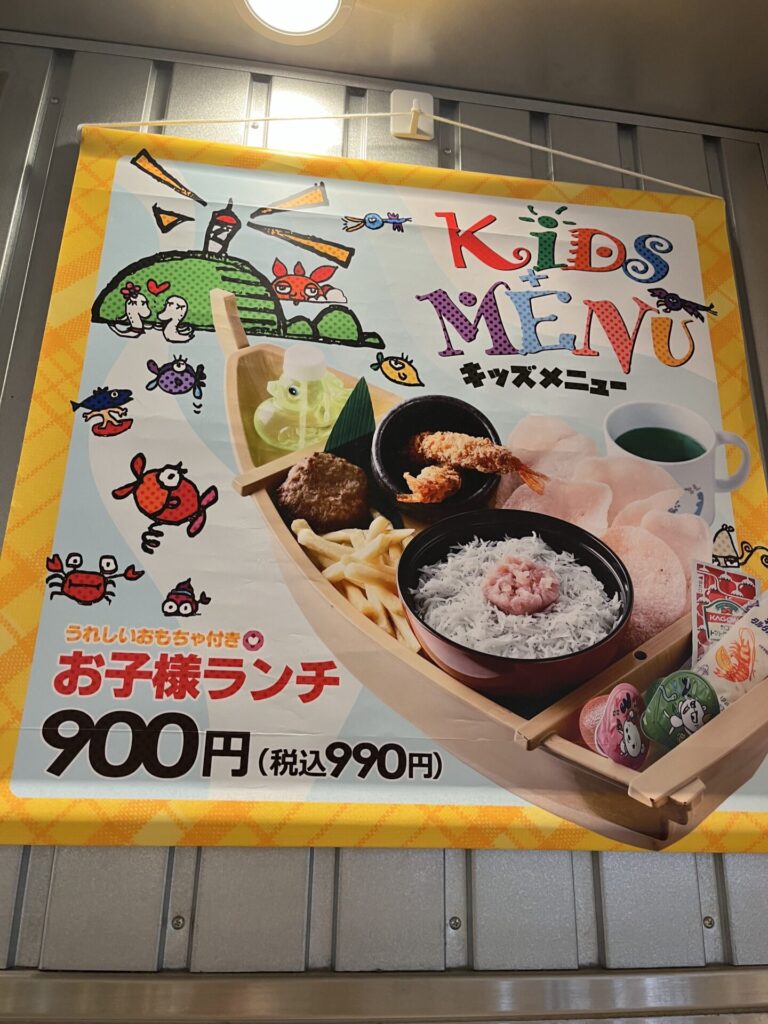 KiDS
MENU
キッズメニュー
うれしいおもちゃ付き
お子様ランチ
900円(税込990円)
KAGOME